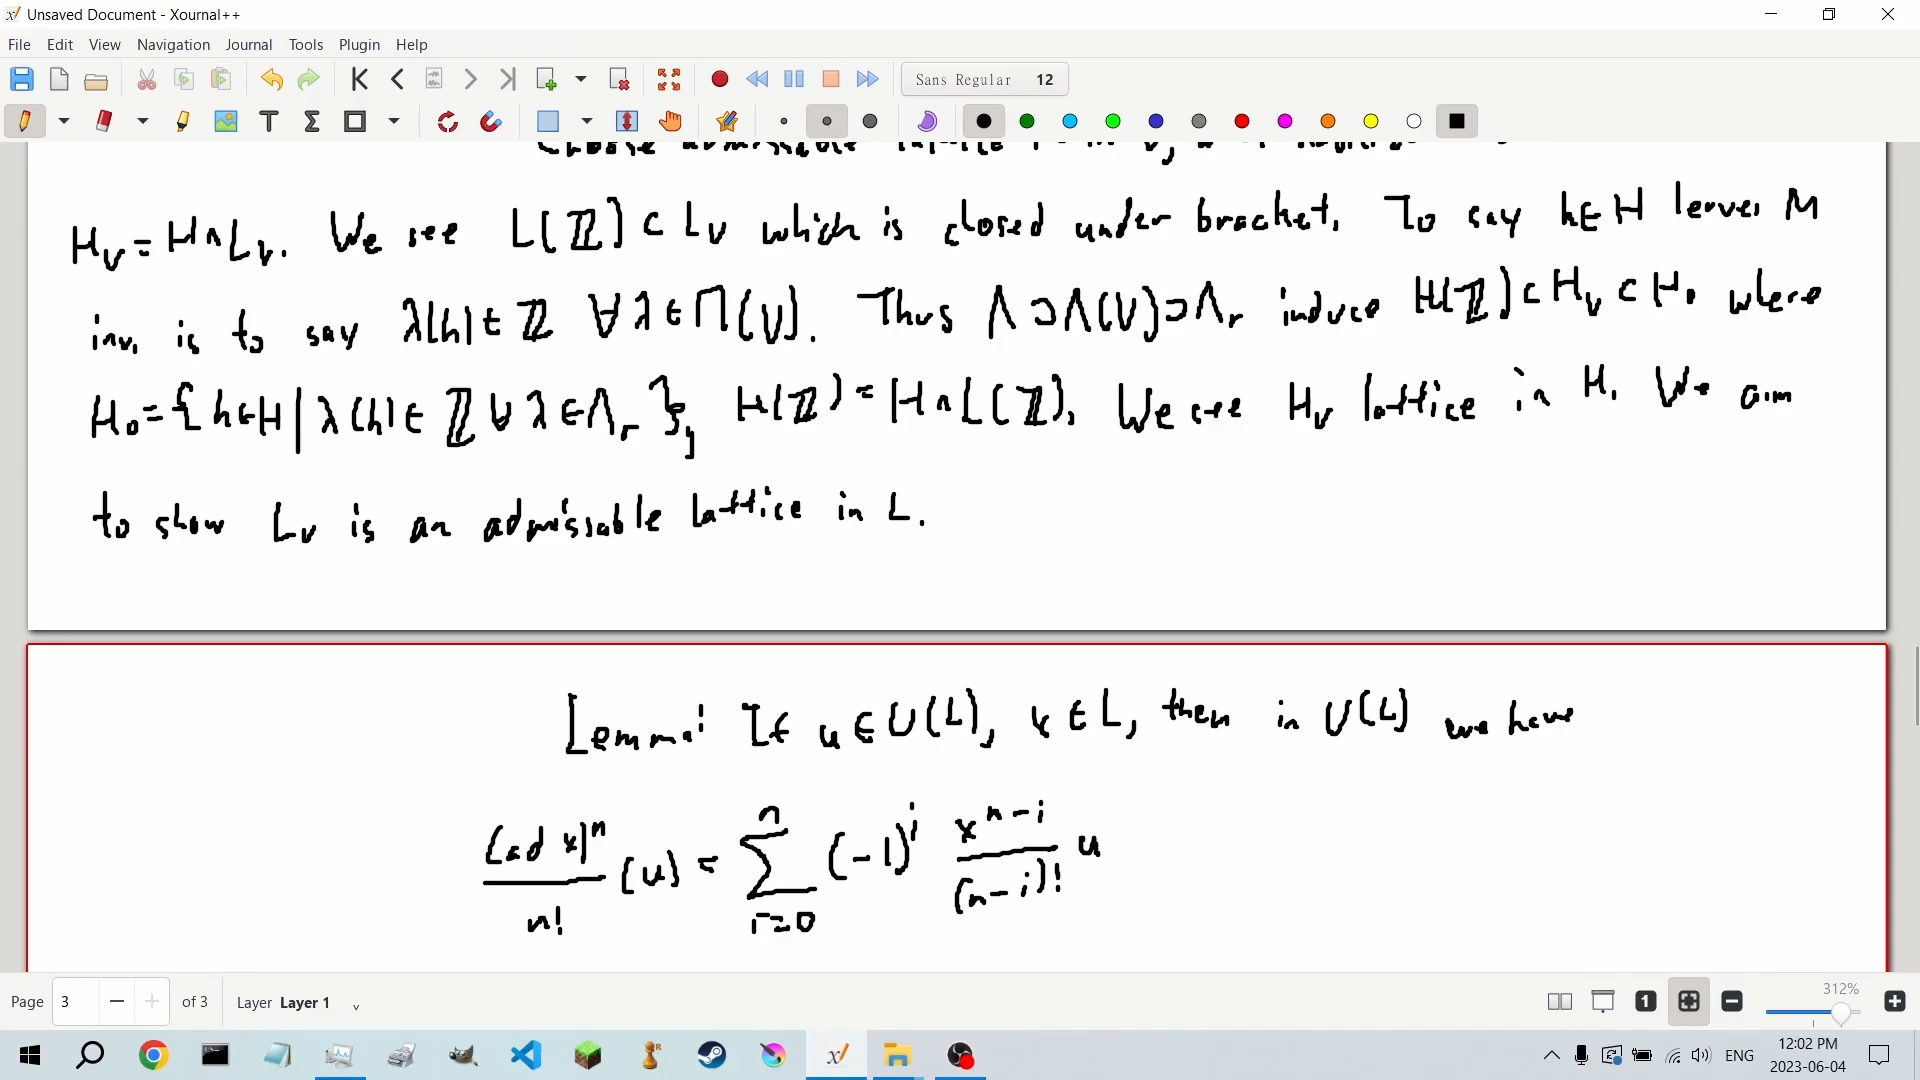 Unsaved Document - Xournal++
File Edit View Navigation Journal Tools Plugin Help
Sans Regular 12
H_V = H ∩ L_V. We see L(ℤ) ⊂ L_V which is closed under bracket. To say h ∈ H leaves M
inv. is to say λ(h) ∈ ℤ ∀ λ ∈ Π(V). Thus Λ ⊃ Λ(V) ⊃ Λ_r induce H(ℤ) ⊂ H_V ⊂ H_0 where
H_0 = {h ∈ H | λ(h) ∈ ℤ ∀ λ ∈ Λ_r}, H(ℤ) = H ∩ L(ℤ). We see H_V lattice in H. We aim
to show L_V is an admissable lattice in L.
Lemma: If u ∈ U(L), x ∈ L, then in U(L) we have
(ad x)^n / n! (u) = ∑_{i=0}^{n} (-1)^i x^{n-i} / (n-i)! u
Page 3 of 3 Layer Layer 1 312%
ENG 12:02 PM
2023-06-04